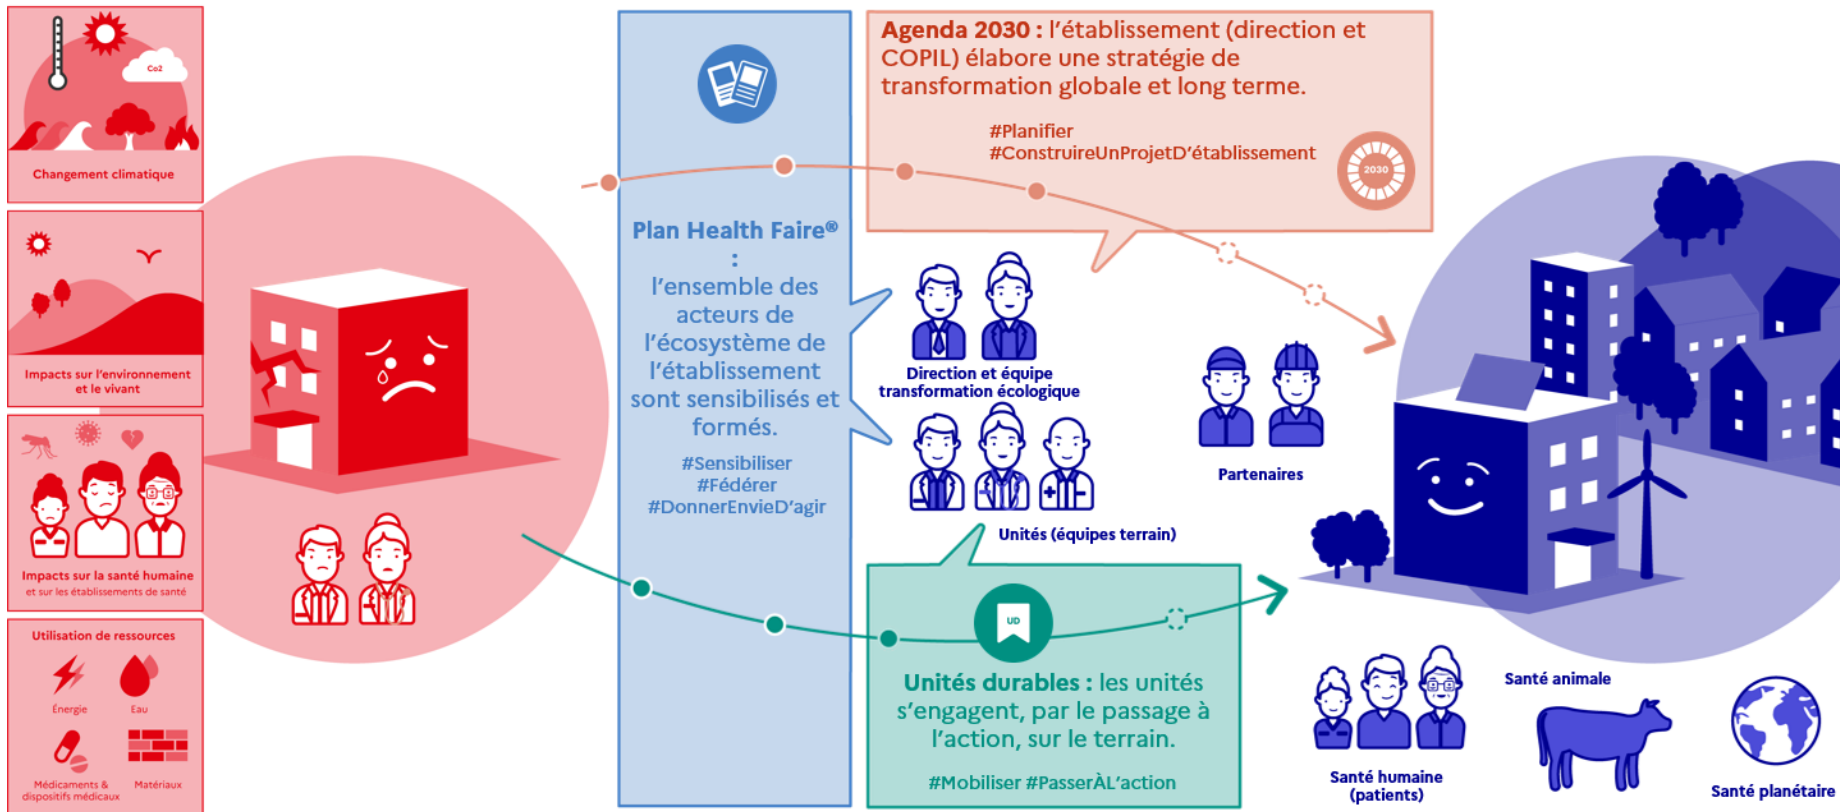 Co2
Changement climatique
Impacts sur l'environnement
et le vivant
Impacts sur la santé humaine
et sur les établissements de santé
Utilisation de ressources
Énergie
Eau
Médicaments &
dispositifs médicaux
Matériaux
Plan Health Faire®
:
l'ensemble des
acteurs de
l'écosystème de
l'établissement
sont sensibilisés et
formés.
#Sensibiliser
#Fédérer
#DonnerEnvieD'agir
Agenda 2030 : l'établissement (direction et
COPIL) élabore une stratégie de
transformation globale et long terme.
#Planifier
#ConstruireUnProjetD'établissement
2030
Direction et équipe
transformation écologique
Unités (équipes terrain)
Partenaires
UD
Unités durables : les unités
s'engagent, par le passage à
l'action, sur le terrain.
#Mobiliser #PasserÀL'action
Santé humaine
(patients)
Santé animale
Santé planétaire